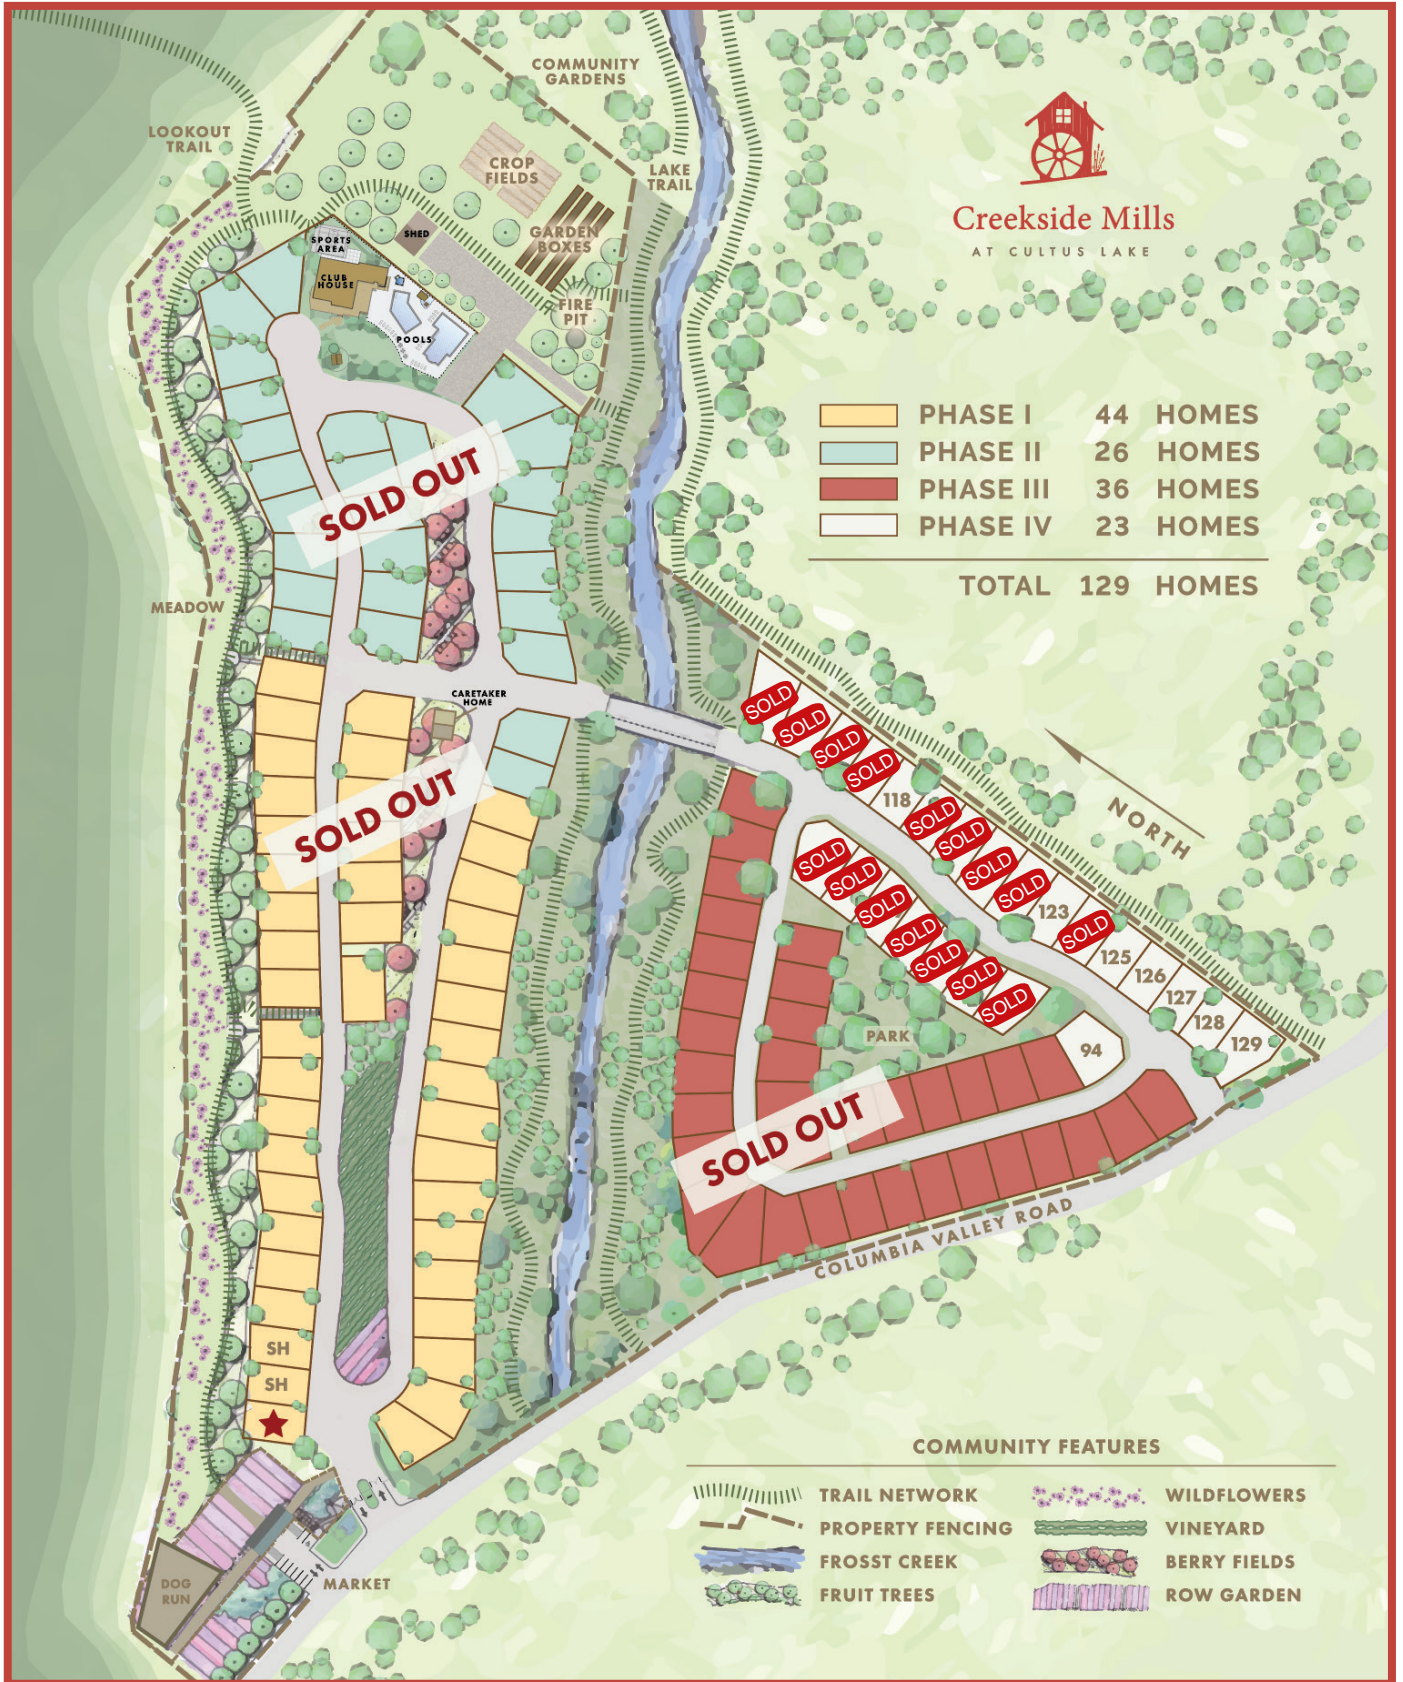 COMMUNITY
GARDENS
LOOKOUT
TRAIL
CROP
FIELDS
LAKE
TRAIL
GARDEN
BOXES
SHED
SPORTS
AREA
CLUB
HOUSE
FIRE
PIT
POOLS
Creekside Mills
AT CULTUS LAKE
PHASE I 44 HOMES
PHASE II 26 HOMES
PHASE III 36 HOMES
PHASE IV 23 HOMES
TOTAL 129 HOMES
SOLD OUT
MEADOW
CARETAKER
HOME
SOLD OUT
SOLD
SOLD
SOLD
SOLD
118
SOLD
SOLD
SOLD
SOLD
123
SOLD
125
126
127
128
129
NORTH
SOLD
SOLD
SOLD
SOLD
SOLD
SOLD
SOLD
PARK
94
SOLD OUT
COLUMBIA VALLEY ROAD
SH
SH
DOG
RUN
MARKET
COMMUNITY FEATURES
TRAIL NETWORK
PROPERTY FENCING
FROSST CREEK
FRUIT TREES
WILDFLOWERS
VINEYARD
BERRY FIELDS
ROW GARDEN